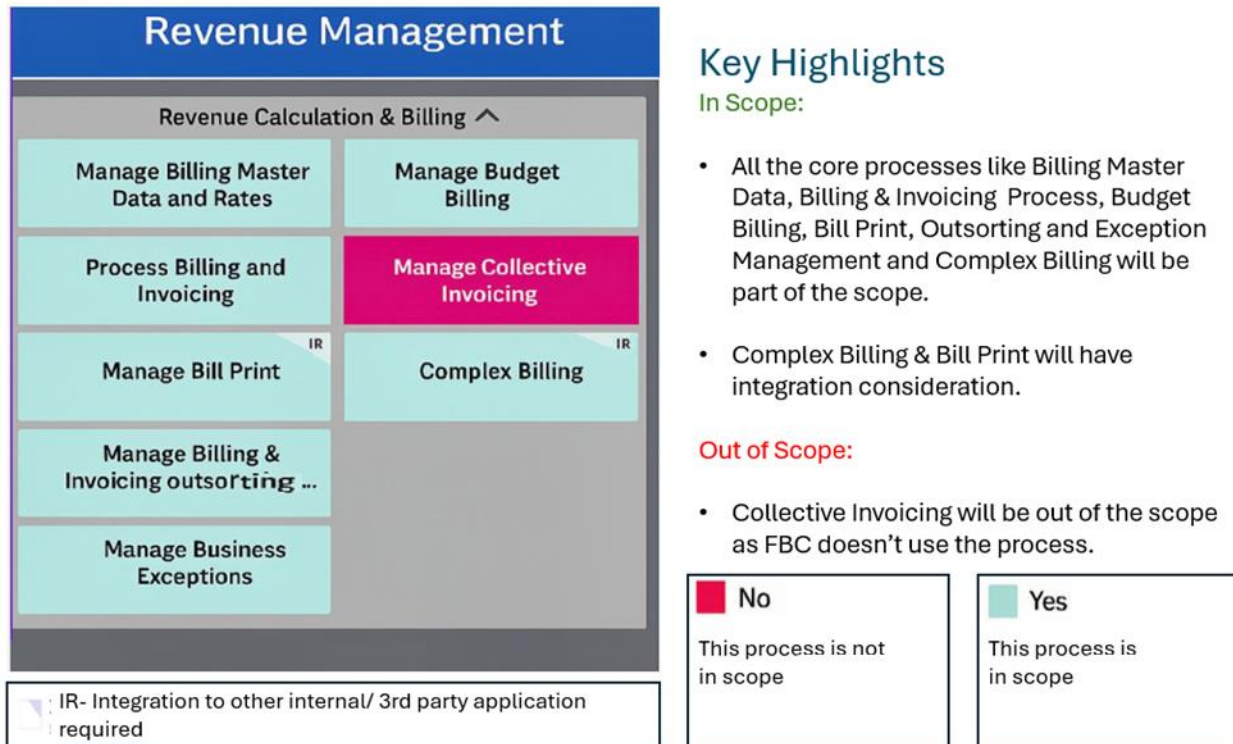 Revenue Management
Revenue Calculation & Billing
Manage Billing Master
Data and Rates
Manage Budget
Billing
Process Billing and
Invoicing
Manage Collective
Invoicing
IR
Manage Bill Print
IR
Complex Billing
Manage Billing &
Invoicing outsorting ...
Manage Business
Exceptions
IR- Integration to other internal/ 3rd party application
required
Key Highlights
In Scope:
• All the core processes like Billing Master
Data, Billing & Invoicing Process, Budget
Billing, Bill Print, Outsorting and Exception
Management and Complex Billing will be
part of the scope.
• Complex Billing & Bill Print will have
integration consideration.
Out of Scope:
• Collective Invoicing will be out of the scope
as FBC doesn't use the process.
No
This process is not
in scope
Yes
This process is
in scope